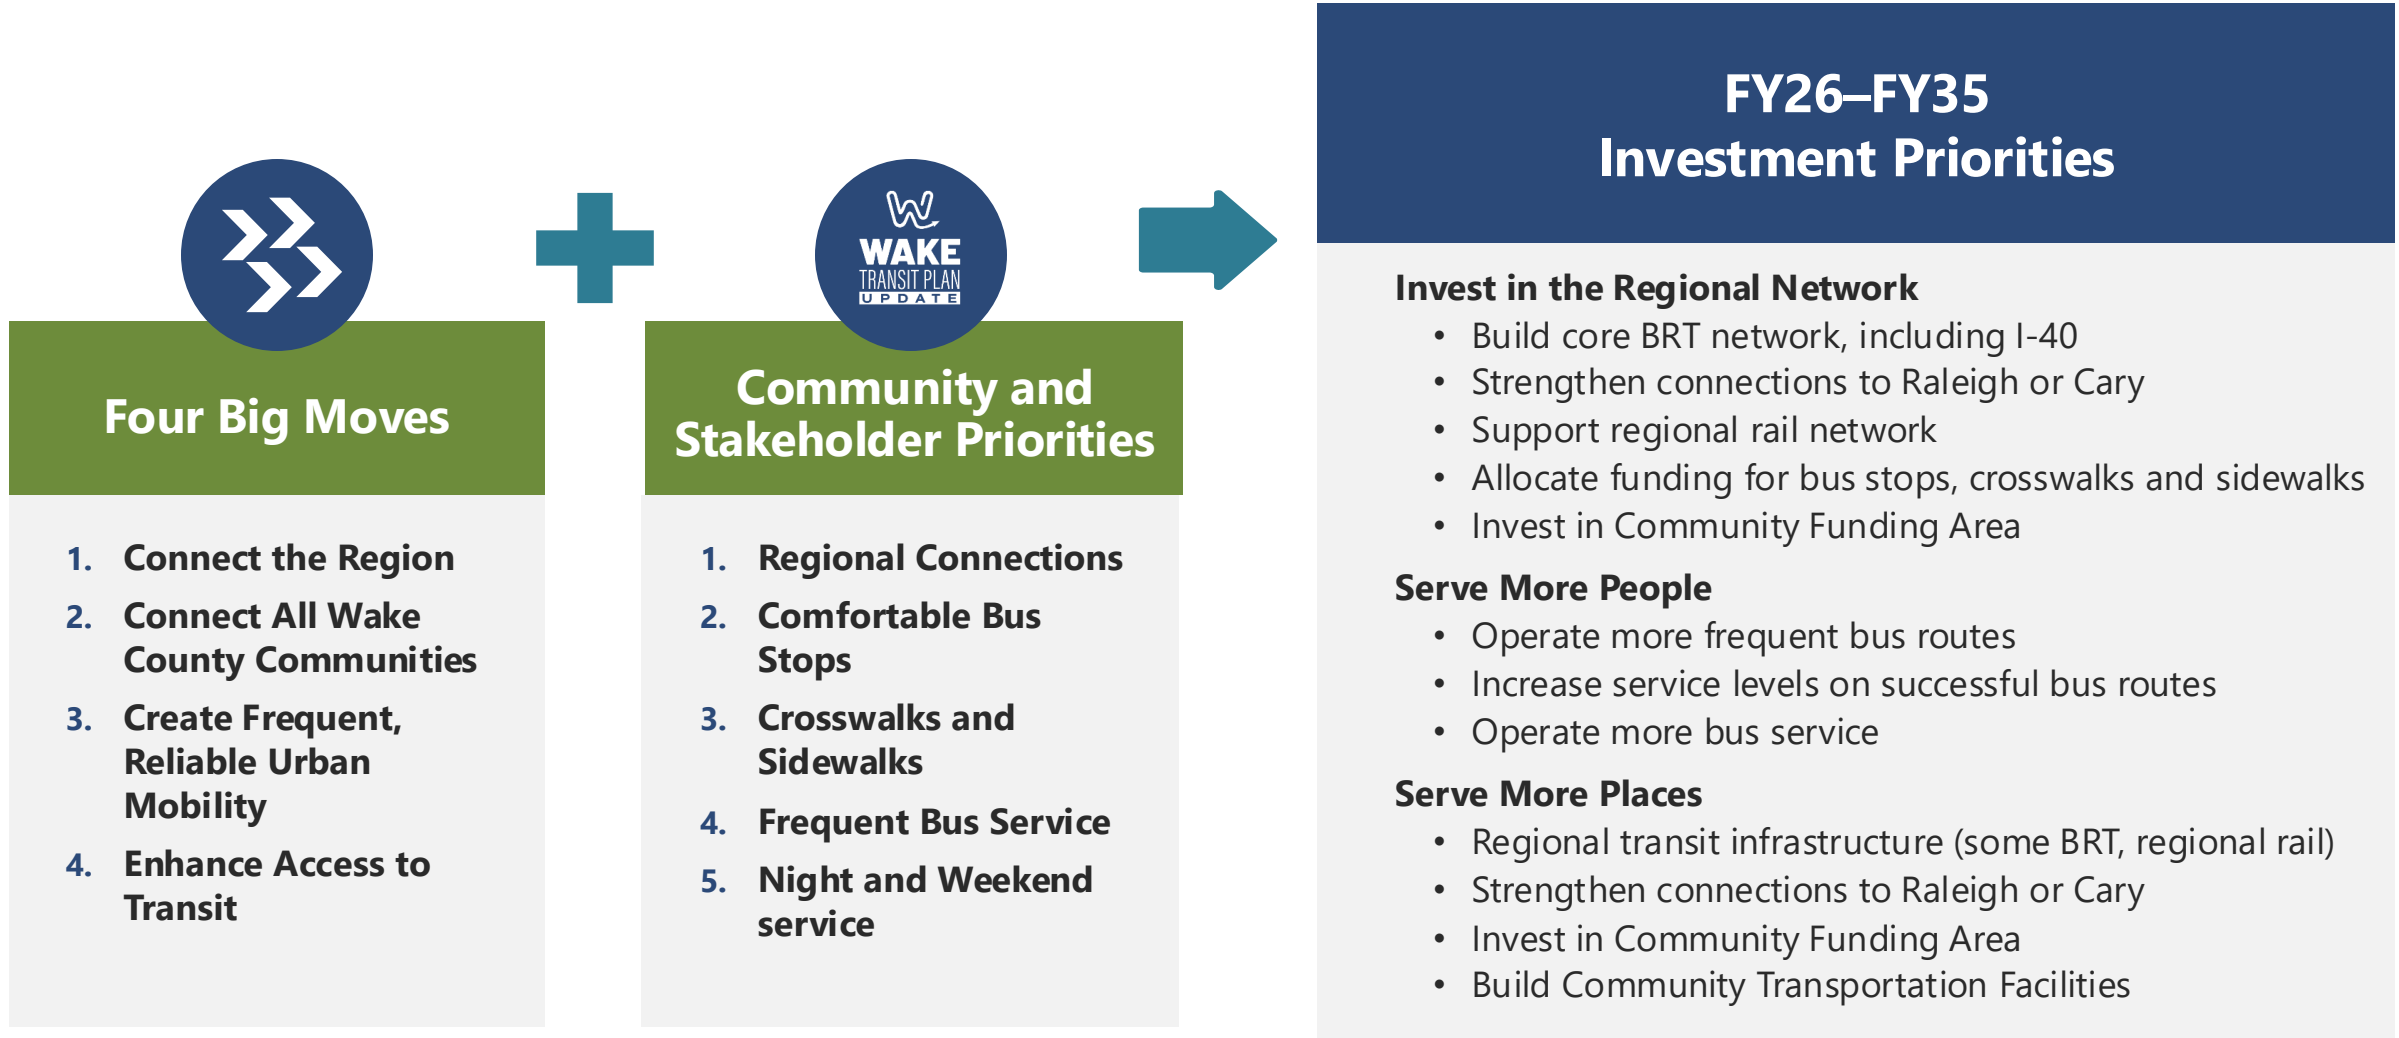 Four Big Moves
1. Connect the Region
2. Connect All Wake
County Communities
3. Create Frequent,
Reliable Urban
Mobility
4. Enhance Access to
Transit
WAKE
TRANSIT PLAN
UPDATE
Community and
Stakeholder Priorities
1. Regional Connections
2. Comfortable Bus
Stops
3. Crosswalks and
Sidewalks
4. Frequent Bus Service
5. Night and Weekend
service
FY26–FY35
Investment Priorities
Invest in the Regional Network
• Build core BRT network, including I-40
• Strengthen connections to Raleigh or Cary
• Support regional rail network
• Allocate funding for bus stops, crosswalks and sidewalks
• Invest in Community Funding Area
Serve More People
• Operate more frequent bus routes
• Increase service levels on successful bus routes
• Operate more bus service
Serve More Places
• Regional transit infrastructure (some BRT, regional rail)
• Strengthen connections to Raleigh or Cary
• Invest in Community Funding Area
• Build Community Transportation Facilities